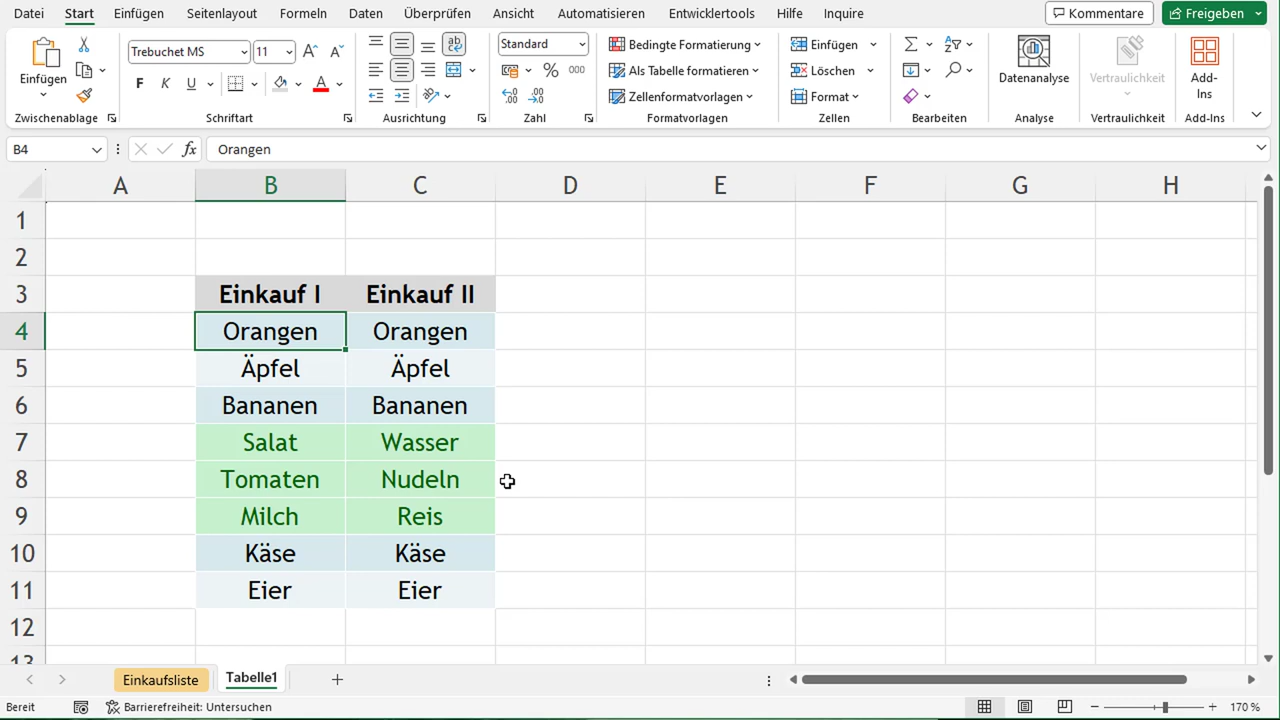 Datei Start Einfügen Seitenlayout Formeln Daten Überprüfen Ansicht Automatisieren Entwicklertools Hilfe Inquire Kommentare Freigeben
Einfügen
Zwischenablage
Trebuchet MS 11
F K U
Schriftart
Ausrichtung
Standard
% 000
Zahl
Bedingte Formatierung
Als Tabelle formatieren
Zellenformatvorlagen
Formatvorlagen
Einfügen
Löschen
Format
Zellen
Bearbeiten
Datenanalyse
Analyse
Vertraulichkeit
Vertraulichkeit
Add-
Ins
Add-Ins
B4 fx Orangen
A B C D E F G H
1
2
3 Einkauf I Einkauf II
4 Orangen Orangen
5 Äpfel Äpfel
6 Bananen Bananen
7 Salat Wasser
8 Tomaten Nudeln
9 Milch Reis
10 Käse Käse
11 Eier Eier
12
13
Einkaufsliste Tabelle1
Bereit Barrierefreiheit: Untersuchen 170 %